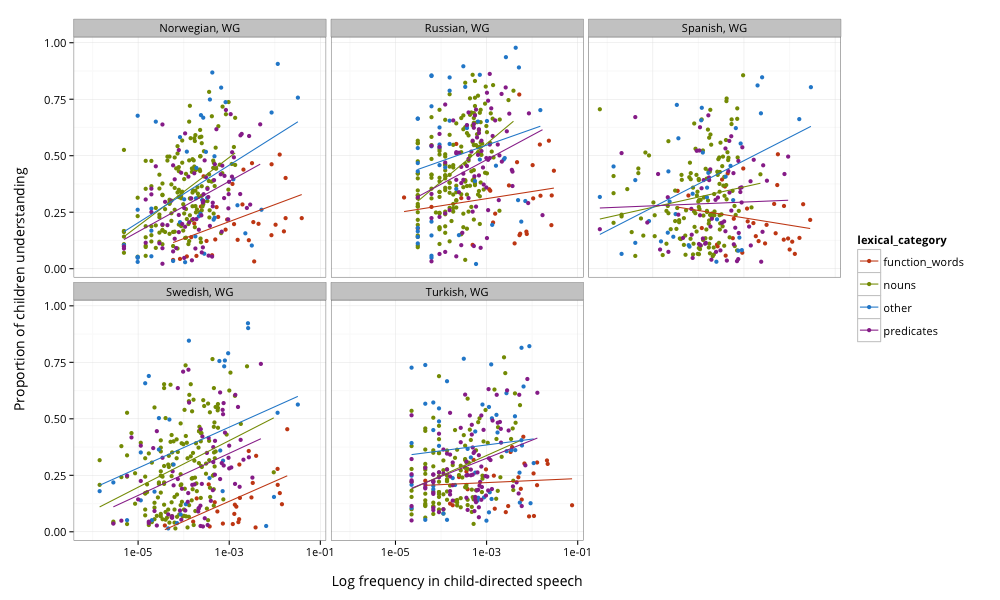 Norwegian, WG Russian, WG Spanish, WG
1.00
0.75
0.50
0.25
0.00
Proportion of children understanding
lexical_category
function_words
nouns
other
predicates
Swedish, WG Turkish, WG
1.00
0.75
0.50
0.25
0.00
1e-05 1e-03 1e-01 1e-05 1e-03 1e-01
Log frequency in child-directed speech